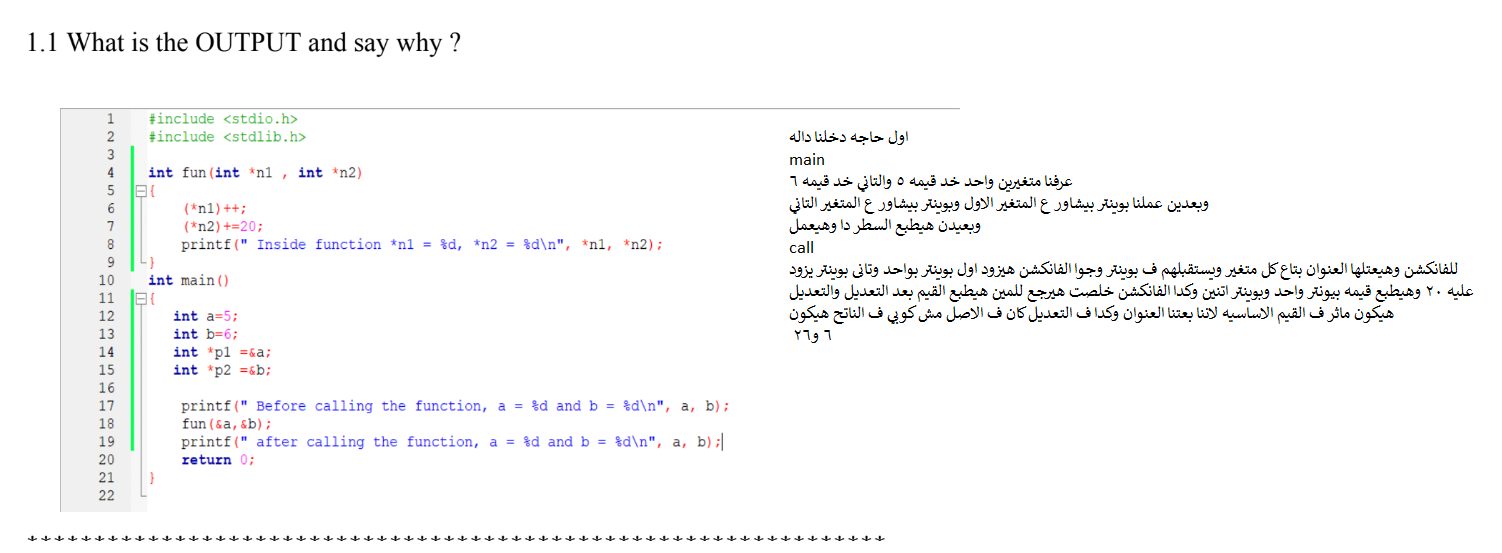 1.1 What is the OUTPUT and say why ?
1 #include <stdio.h>
2 #include <stdlib.h>
3
4 int fun(int *n1 , int *n2)
5 {
6 (*n1)++;
7 (*n2)+=20;
8 printf(" Inside function *n1 = %d, *n2 = %d\n", *n1, *n2);
9 }
10 int main()
11 {
12 int a=5;
13 int b=6;
14 int *p1 =&a;
15 int *p2 =&b;
16
17 printf(" Before calling the function, a = %d and b = %d\n", a, b);
18 fun(&a,&b);
19 printf(" after calling the function, a = %d and b = %d\n", a, b);
20 return 0;
21 }
22
اول حاجه دخلنا داله
main
عرفنا متغيرين واحد خد قيمه ٥ والتاني خد قيمه ٦
وبعدين عملنا بوينتر بيشاور ع المتغير الاول وبوينتر بيشاور ع المتغير التاني
وبعيدن هيطبع السطر دا وهيعمل
call
للفانكشن وهيعتلها العنوان بتاع كل متغير ويستقبلهم ف بوينتر وجوا الفانكشن هيزود اول بوينتر بواحد وتانى بوينتر يزود
عليه ٢٠ وهيطبع قيمه بيونتر واحد وبوينتر اتنين وكدا الفانكشن خلصت هيرجع للمين هيطبع القيم بعد التعديل والتعديل
هيكون ماثر ف القيم الاساسيه لاتنا بعتنا العنوان وكدا ف التعديل كان ف الاصل مش كوبي ف الناتج هيكون
٦ و٢٦
*****************************************************************